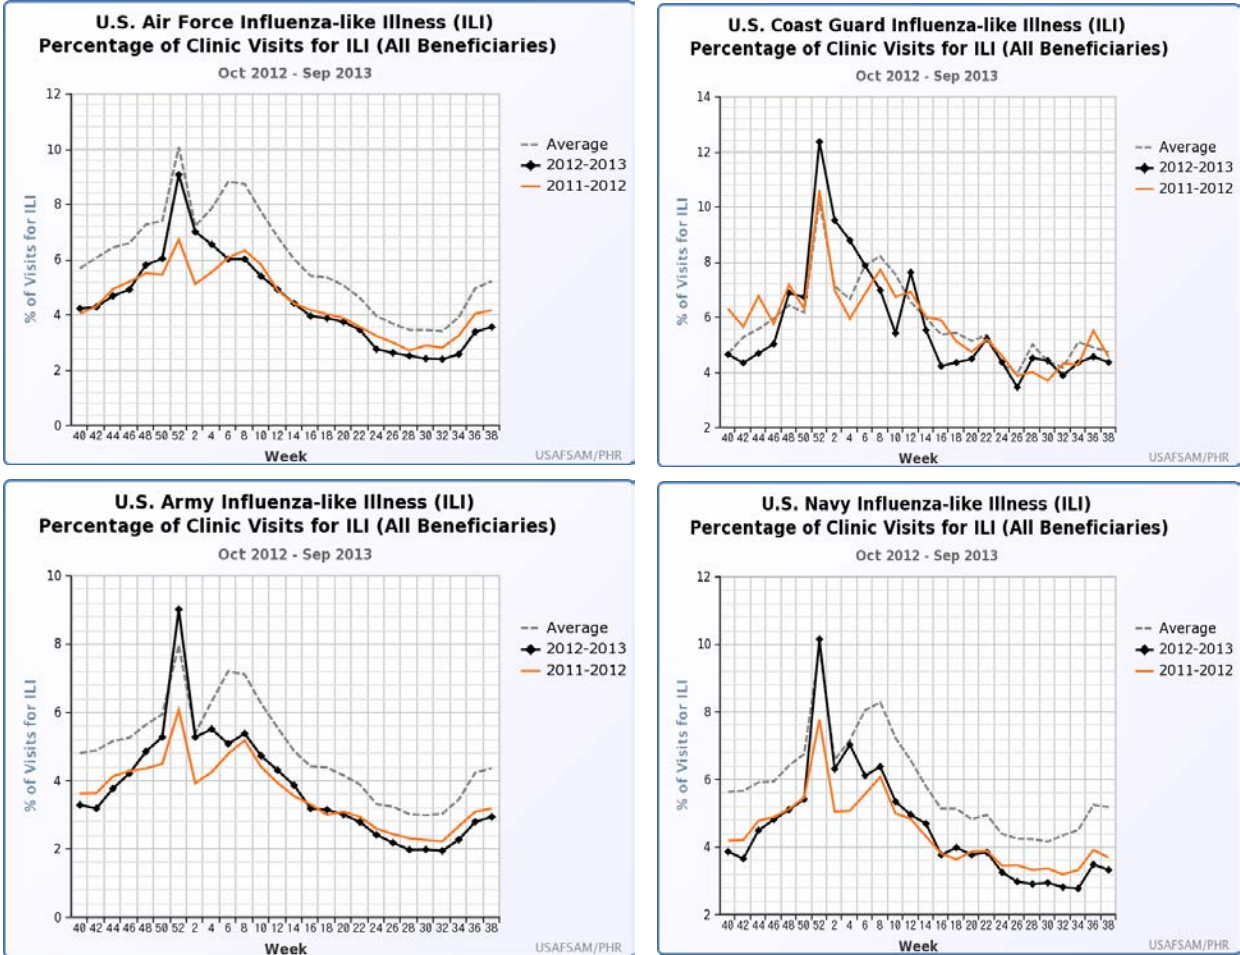 U.S. Air Force Influenza-like Illness (ILI)
Percentage of Clinic Visits for ILI (All Beneficiaries)
Oct 2012 - Sep 2013
12
10
8
6
4
2
0
% of Visits for ILI
40 42 44 46 48 50 52 2 4 6 8 10 12 14 16 18 20 22 24 26 28 30 32 34 36 38
Week
Average
2012-2013
2011-2012
USAFSAM/PHR
U.S. Coast Guard Influenza-like Illness (ILI)
Percentage of Clinic Visits for ILI (All Beneficiaries)
Oct 2012 - Sep 2013
14
12
10
8
6
4
2
% of Visits for ILI
40 42 44 46 48 50 52 2 4 6 8 10 12 14 16 18 20 22 24 26 28 30 32 34 36 38
Week
Average
2012-2013
2011-2012
USAFSAM/PHR
U.S. Army Influenza-like Illness (ILI)
Percentage of Clinic Visits for ILI (All Beneficiaries)
Oct 2012 - Sep 2013
10
8
6
4
2
0
% of Visits for ILI
40 42 44 46 48 50 52 2 4 6 8 10 12 14 16 18 20 22 24 26 28 30 32 34 36 38
Week
Average
2012-2013
2011-2012
USAFSAM/PHR
U.S. Navy Influenza-like Illness (ILI)
Percentage of Clinic Visits for ILI (All Beneficiaries)
Oct 2012 - Sep 2013
12
10
8
6
4
2
% of Visits for ILI
40 42 44 46 48 50 52 2 4 6 8 10 12 14 16 18 20 22 24 26 28 30 32 34 36 38
Week
Average
2012-2013
2011-2012
USAFSAM/PHR